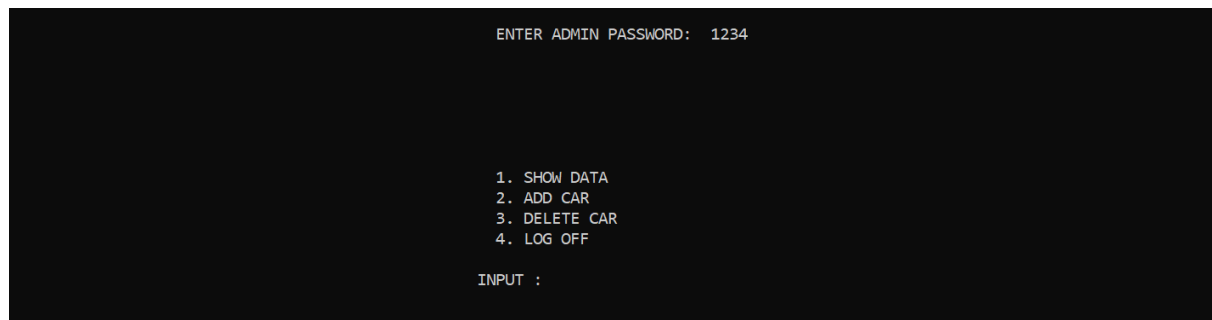 ENTER ADMIN PASSWORD:  1234
1. SHOW DATA
2. ADD CAR
3. DELETE CAR
4. LOG OFF
INPUT :